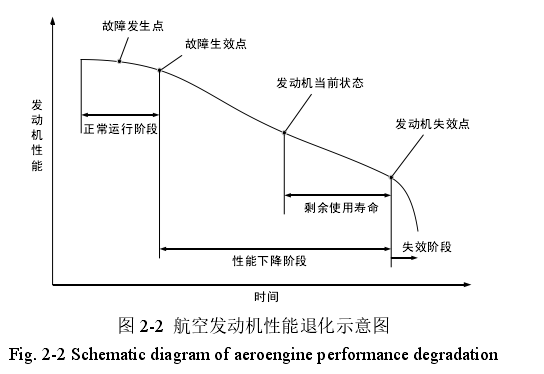 故障发生点
故障生效点
发动机当前状态
发动机失效点
发动机性能
正常运行阶段
剩余使用寿命
性能下降阶段
失效阶段
时间
图 2-2 航空发动机性能退化示意图
Fig. 2-2 Schematic diagram of aeroengine performance degradation